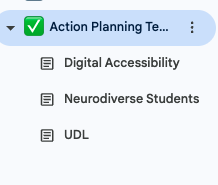 Action Planning Te...
Digital Accessibility
Neurodiverse Students
UDL